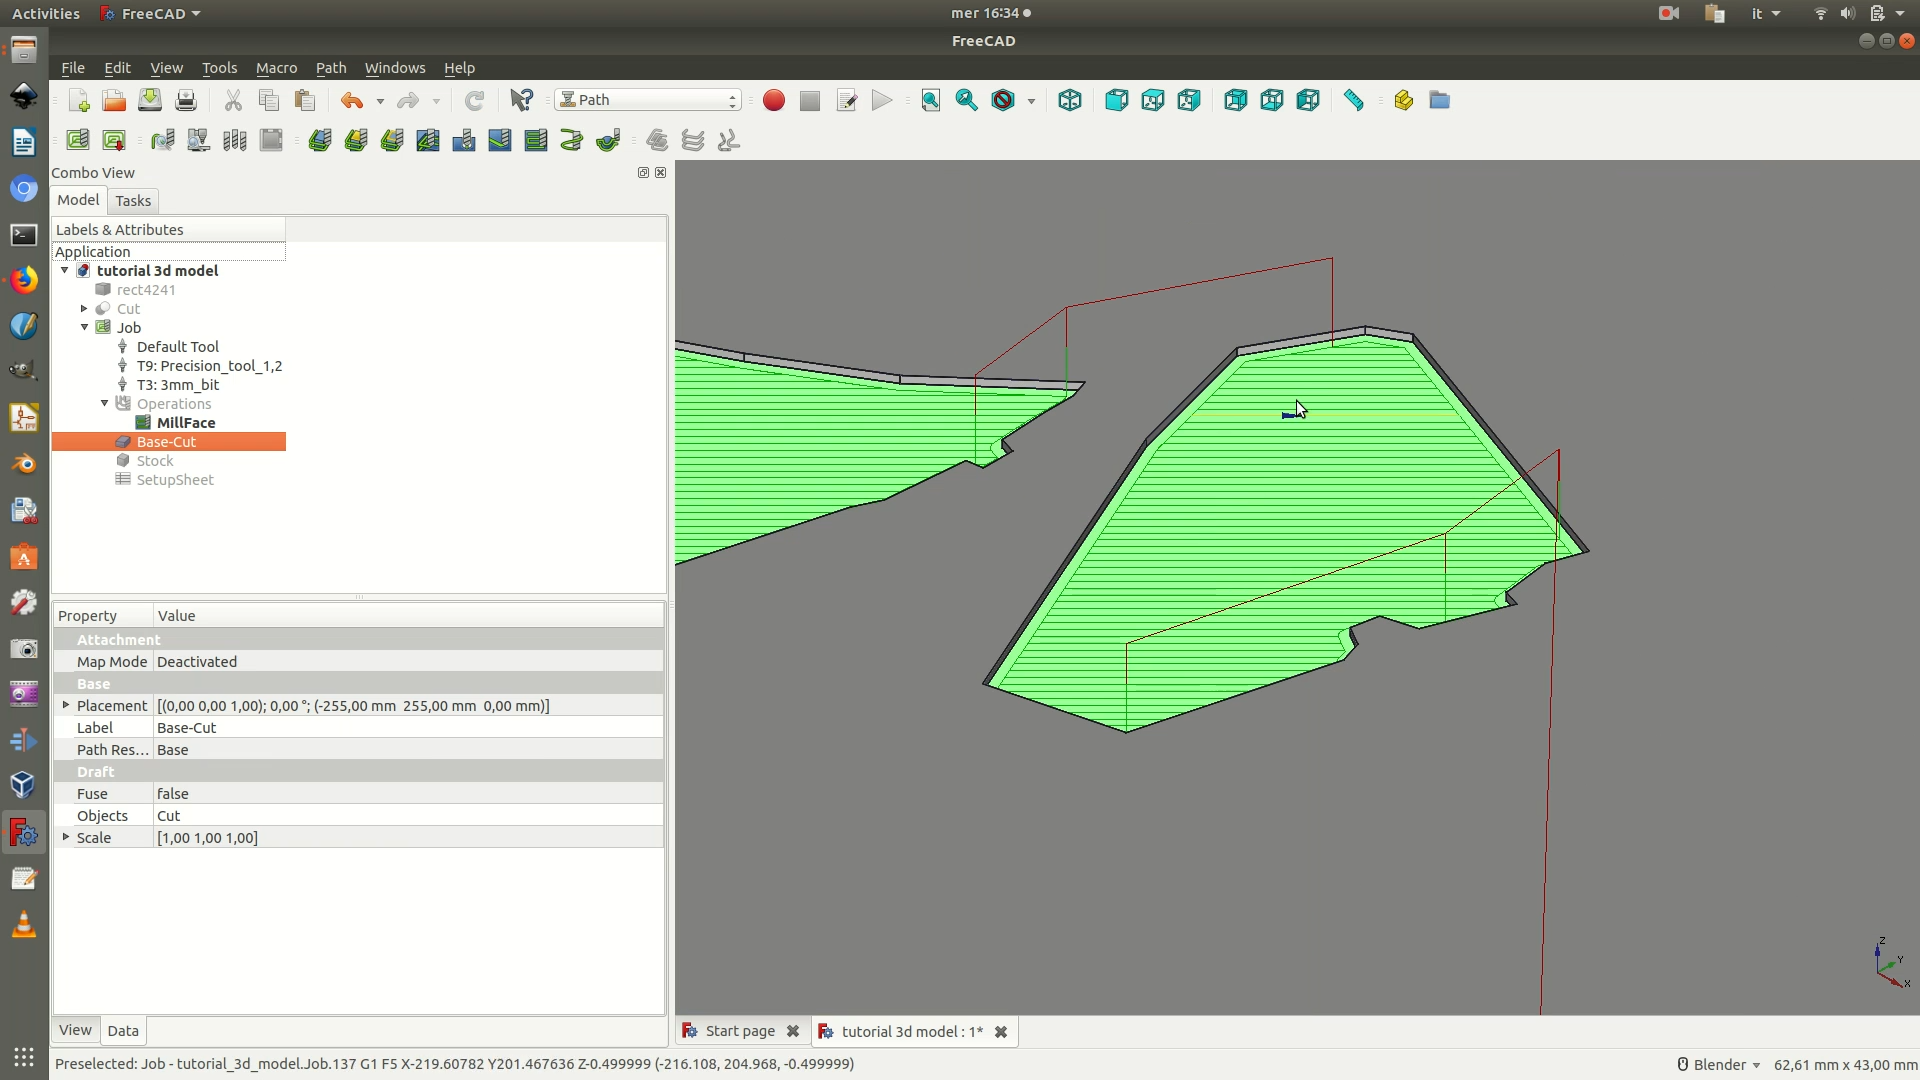 Activities FreeCAD mer 16:34 it
FreeCAD
File Edit View Tools Macro Path Windows Help
Path
Combo View
Model Tasks
Labels & Attributes
Application
tutorial 3d model
rect4241
Cut
Job
Default Tool
T9: Precision_tool_1,2
T3: 3mm_bit
Operations
MillFace
Base-Cut
Stock
SetupSheet
Property Value
Attachment
Map Mode Deactivated
Base
Placement [(0,00 0,00 1,00); 0,00 °; (-255,00 mm 255,00 mm 0,00 mm)]
Label Base-Cut
Path Res... Base
Draft
Fuse false
Objects Cut
Scale [1,00 1,00 1,00]
Z
Y
X
View Data
Start page tutorial 3d model : 1*
Preselected: Job - tutorial_3d_model.Job.137 G1 F5 X-219.60782 Y201.467636 Z-0.499999 (-216.108, 204.968, -0.499999) Blender 62,61 mm x 43,00 mm